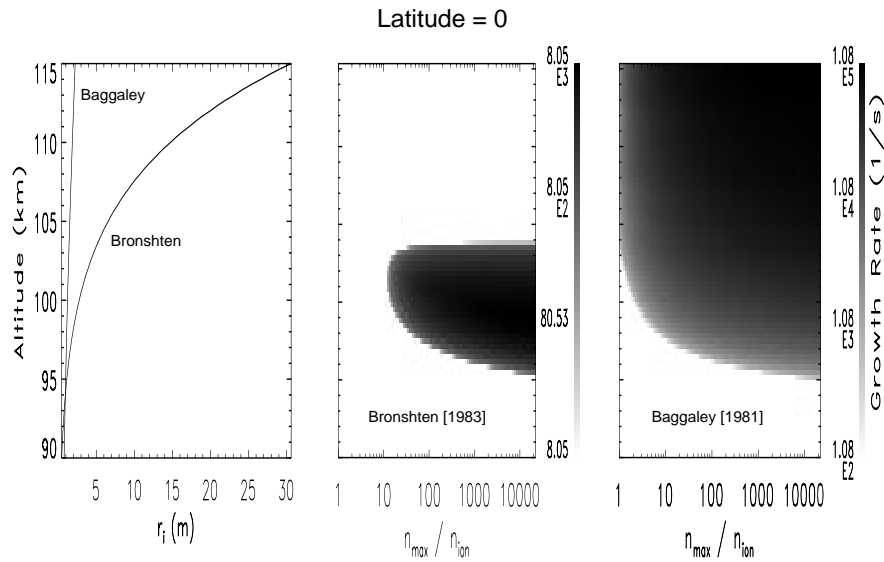 Latitude = 0
Altitude (km)
115
110
105
100
95
90
Baggaley
Bronshten
5 10 15 20 25 30
r_i (m)
Bronshten [1983]
1 10 100 1000 10000
n_max / n_ion
8.05 E3
8.05 E2
80.53
8.05
Baggaley [1981]
1 10 100 1000 10000
n_max / n_ion
1.08 E5
1.08 E4
1.08 E3
1.08 E2
Growth Rate (1/s)